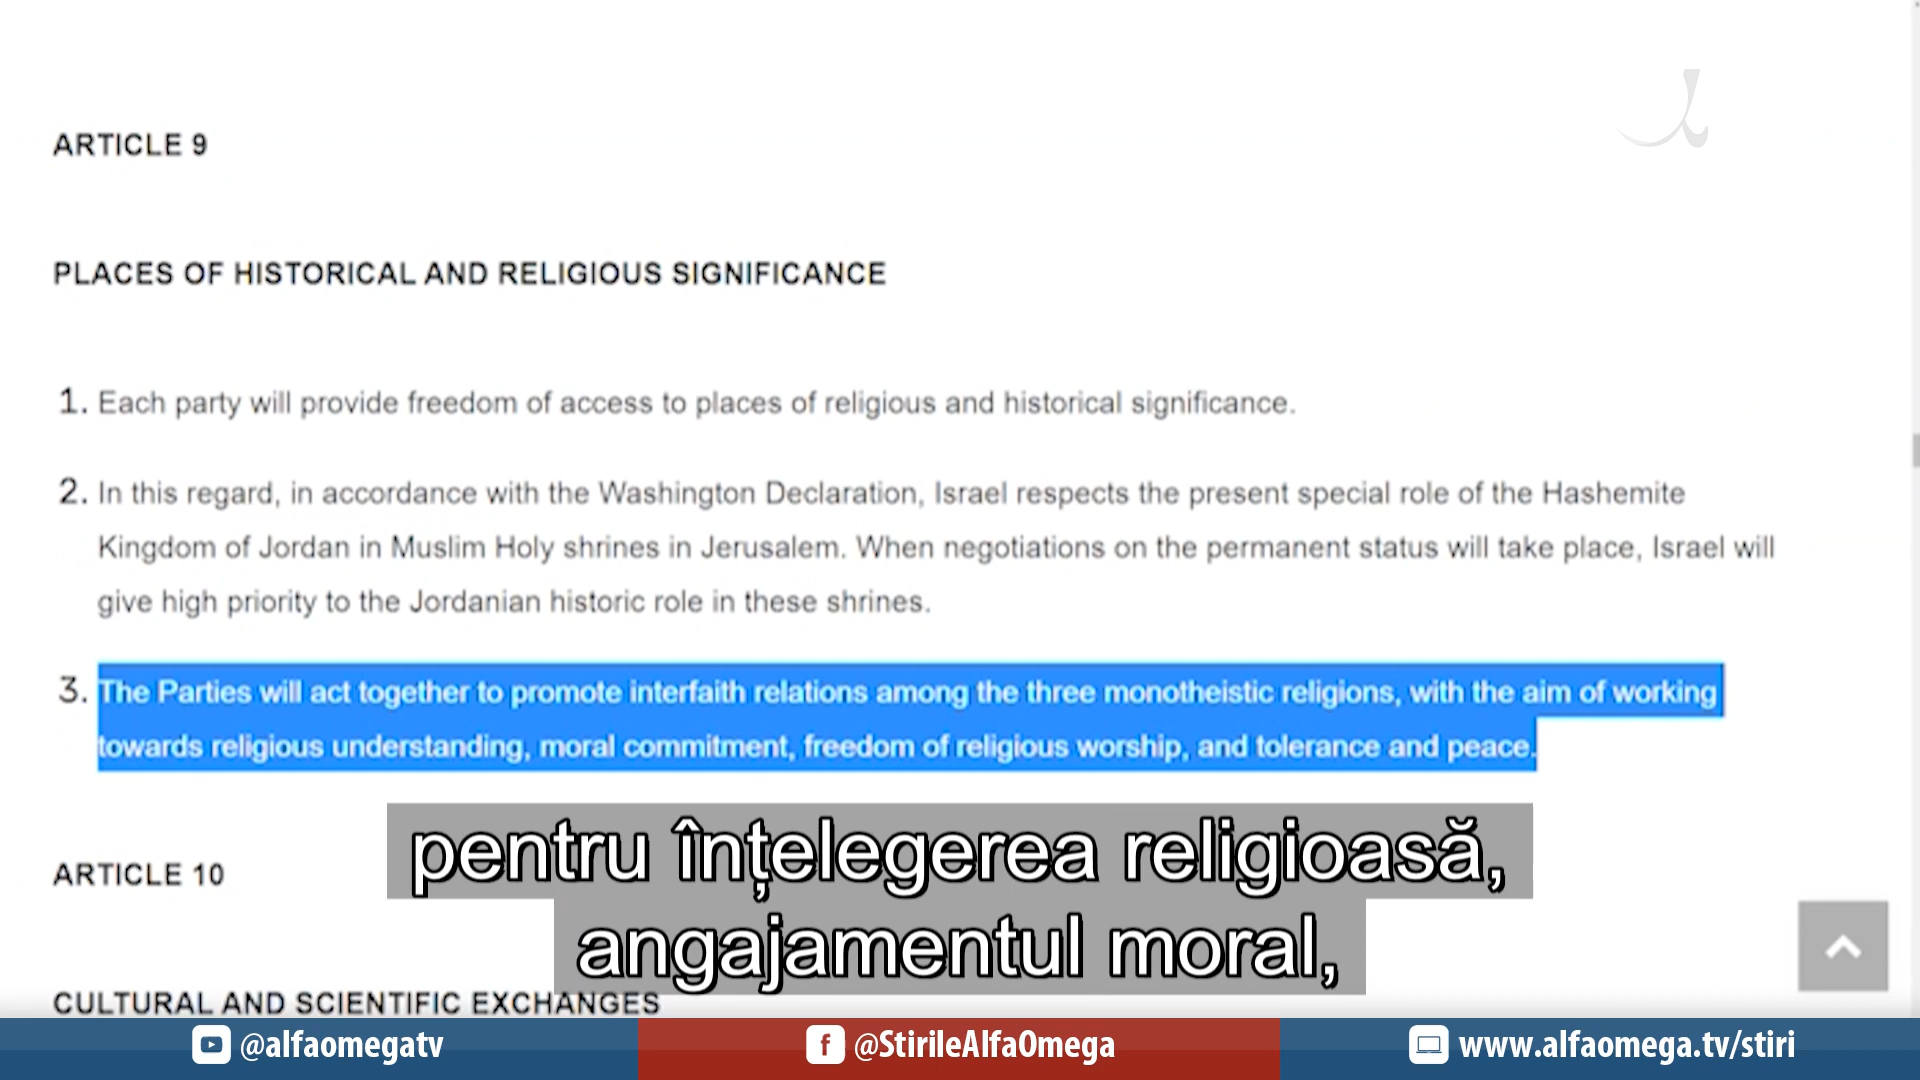 ARTICLE 9
PLACES OF HISTORICAL AND RELIGIOUS SIGNIFICANCE
1. Each party will provide freedom of access to places of religious and historical significance.
2. In this regard, in accordance with the Washington Declaration, Israel respects the present special role of the Hashemite
Kingdom of Jordan in Muslim Holy shrines in Jerusalem. When negotiations on the permanent status will take place, Israel will
give high priority to the Jordanian historic role in these shrines.
3. The Parties will act together to promote interfaith relations among the three monotheistic religions, with the aim of working
towards religious understanding, moral commitment, freedom of religious worship, and tolerance and peace.
ARTICLE 10
pentru înțelegerea religioasă,
angajamentul moral,
CULTURAL AND SCIENTIFIC EXCHANGES
@alfaomegatv
@StirileAlfaOmega
www.alfaomega.tv/stiri